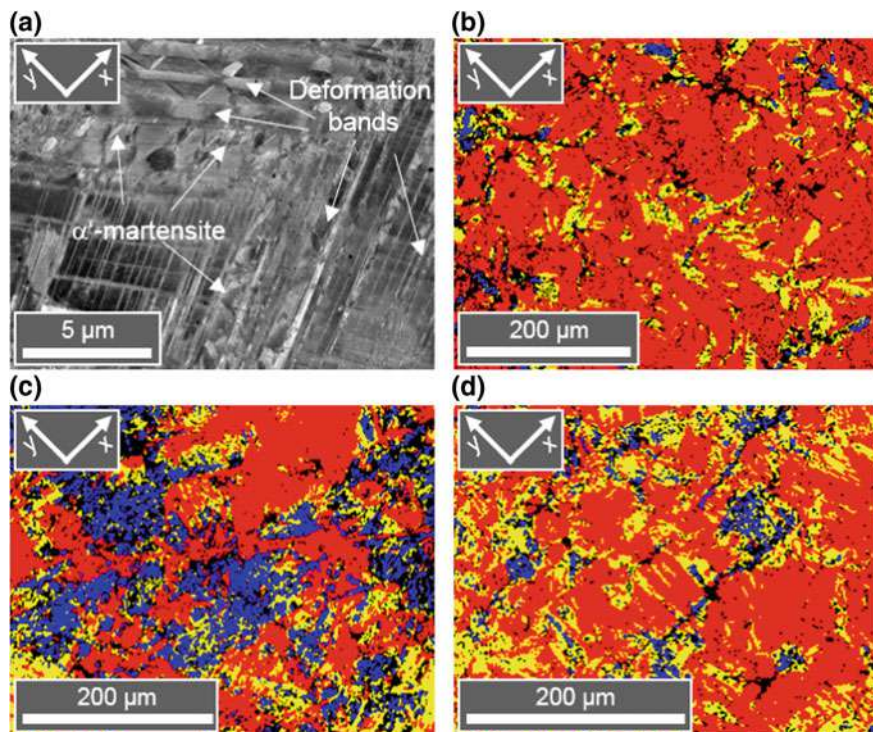 (a)
y x
Deformation
bands
α'-martensite
5 μm
(b)
y x
200 μm
(c)
y x
200 μm
(d)
y x
200 μm